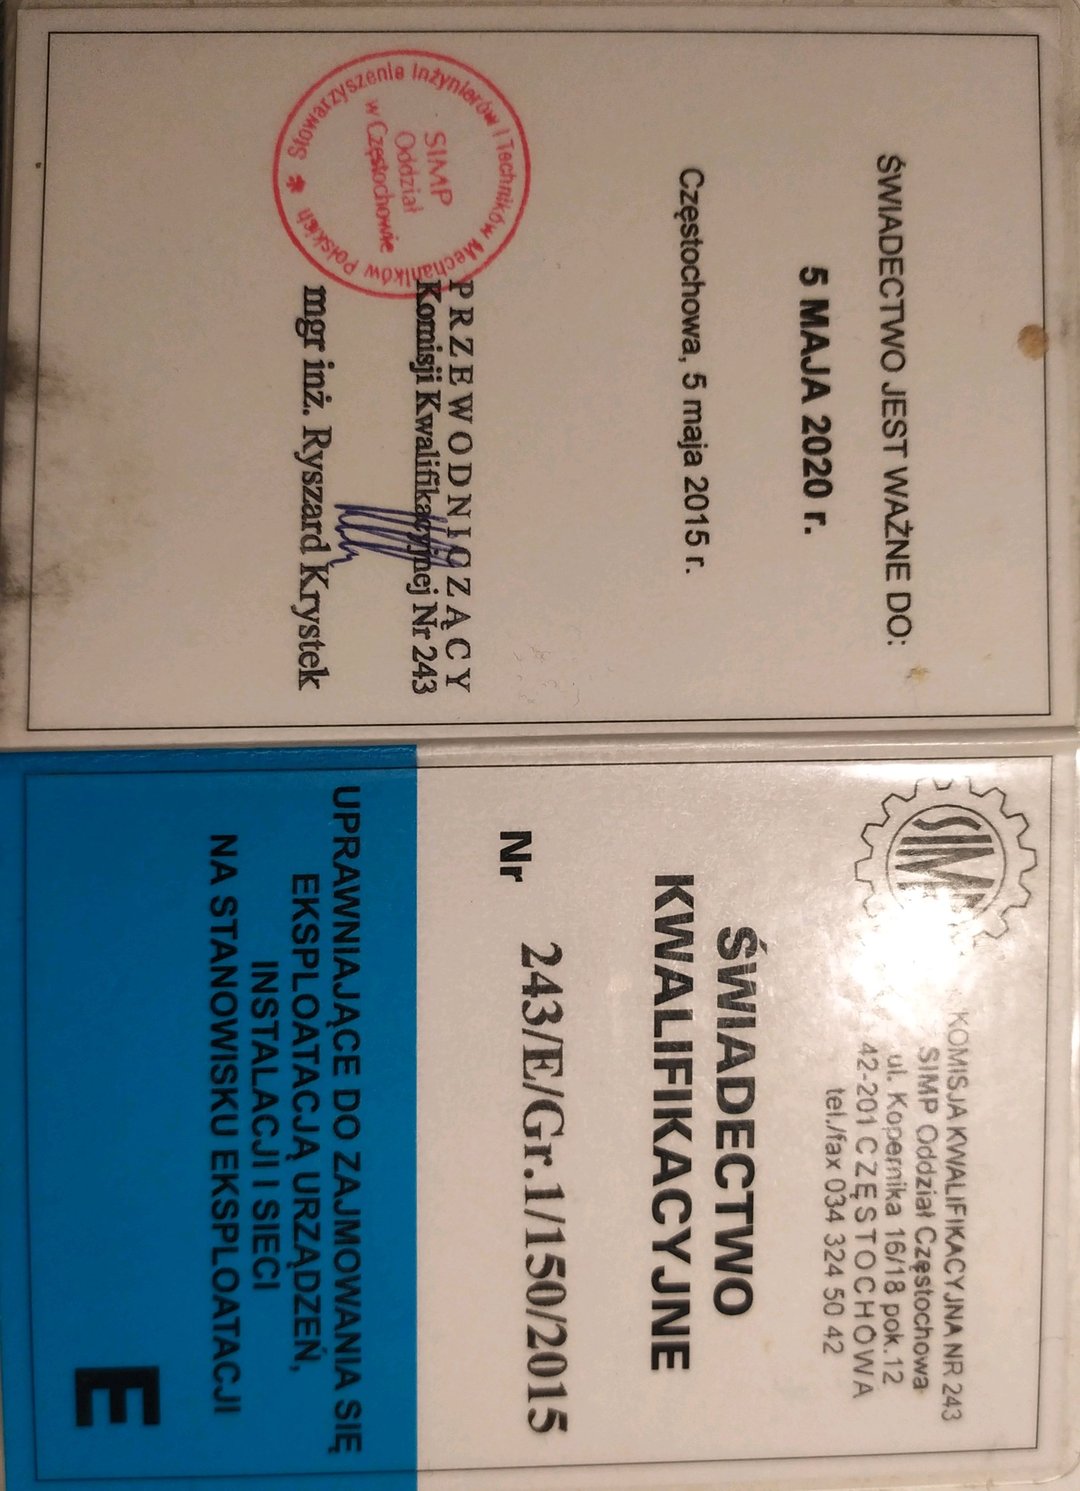 ŚWIADECTWO JEST WAŻNE DO:
5 MAJA 2020 r.
Częstochowa, 5 maja 2015 r.
Stowarzyszenie Inżynierów i Techników Mechaników Polskich
SIMP
Oddział
w Częstochowie
PRZEWODNICZĄCY
Komisji Kwalifikacyjnej Nr 243
mgr inż. Ryszard Krystek
SIMP
KOMISJA KWALIFIKACYJNA NR 243
SIMP Oddział Częstochowa
ul. Kopernika 16/18 pok.12
42-201 CZĘSTOCHOWA
tel./fax 034 324 50 42
ŚWIADECTWO
KWALIFIKACYJNE
Nr 243/E/Gr.1/150/2015
UPRAWNIAJĄCE DO ZAJMOWANIA SIĘ
EKSPLOATACJĄ URZĄDZEŃ,
INSTALACJI I SIECI
NA STANOWISKU EKSPLOATACJI
E